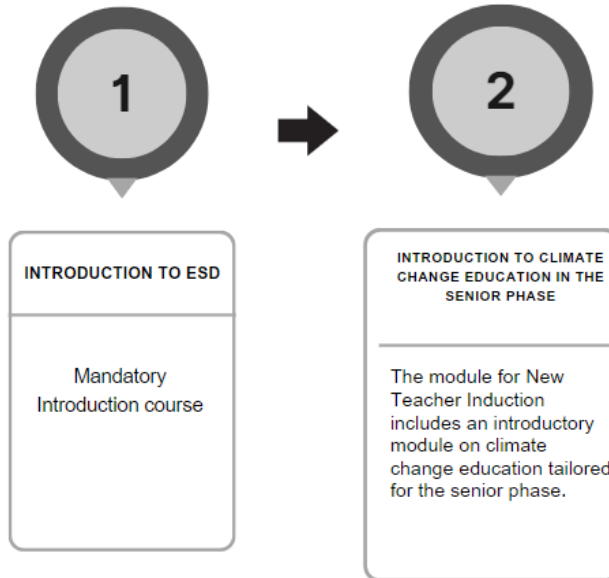 1
2
INTRODUCTION TO ESD
Mandatory
Introduction course
INTRODUCTION TO CLIMATE
CHANGE EDUCATION IN THE
SENIOR PHASE
The module for New
Teacher Induction
includes an introductory
module on climate
change education tailored
for the senior phase.